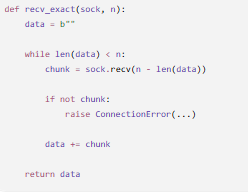 def recv_exact(sock, n):
    data = b""
    while len(data) < n:
        chunk = sock.recv(n - len(data))
        if not chunk:
            raise ConnectionError(...)
        data += chunk
    return data